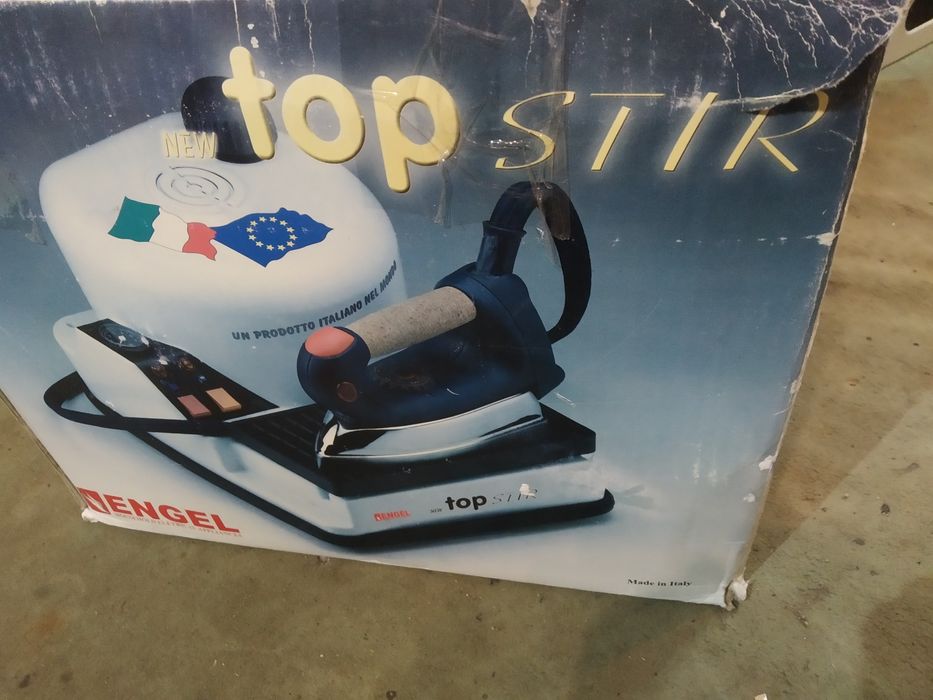 NEW top STIR
UN PRODOTTO ITALIANO NEL MONDO
ENGEL
NEW top STIR
ENGEL
Made in Italy